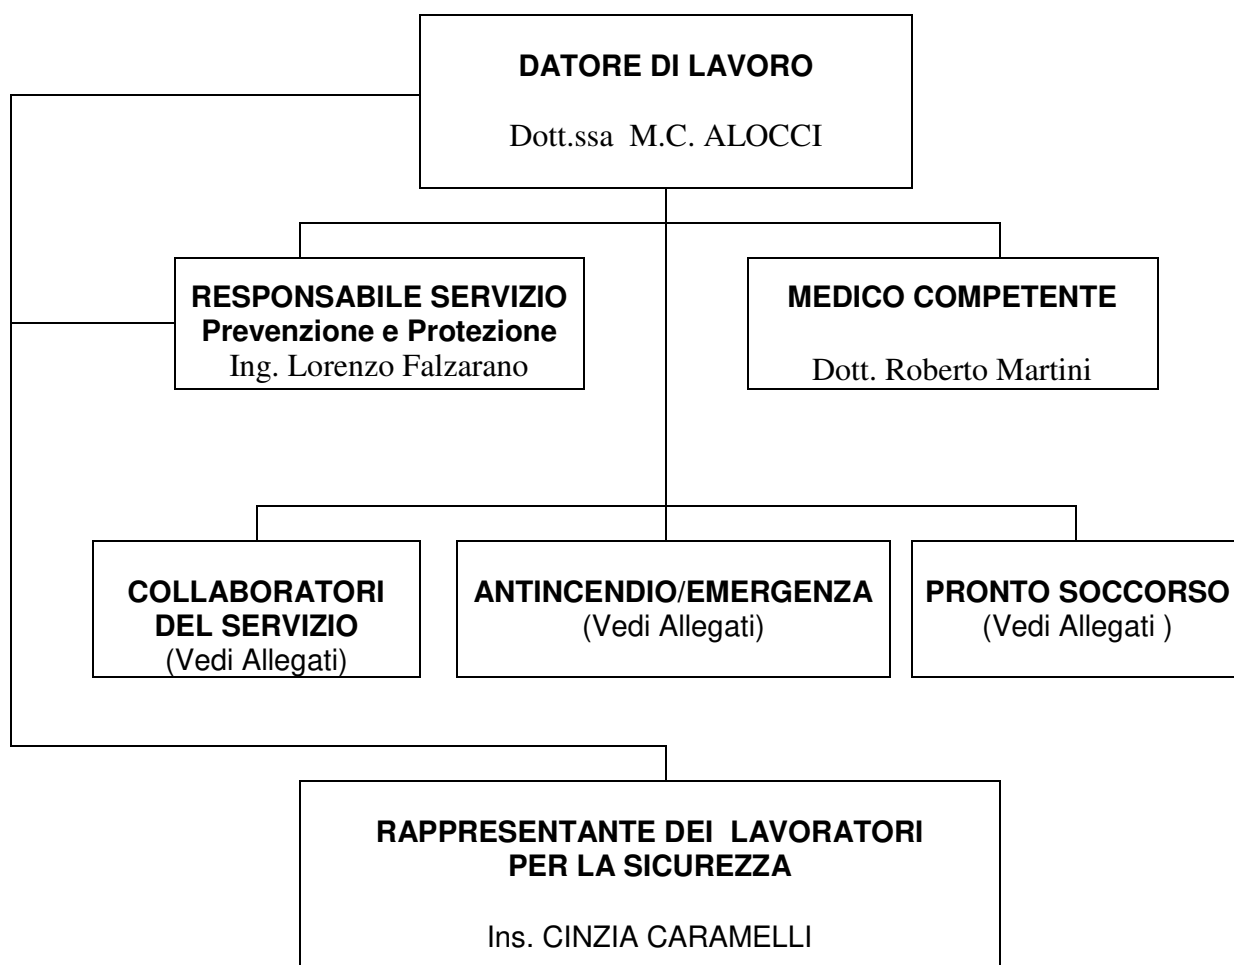 DATORE DI LAVORO
Dott.ssa M.C. ALOCCI
RESPONSABILE SERVIZIO
Prevenzione e Protezione
Ing. Lorenzo Falzarano
MEDICO COMPETENTE
Dott. Roberto Martini
COLLABORATORI
DEL SERVIZIO
(Vedi Allegati)
ANTINCENDIO/EMERGENZA
(Vedi Allegati)
PRONTO SOCCORSO
(Vedi Allegati )
RAPPRESENTANTE DEI LAVORATORI
PER LA SICUREZZA
Ins. CINZIA CARAMELLI